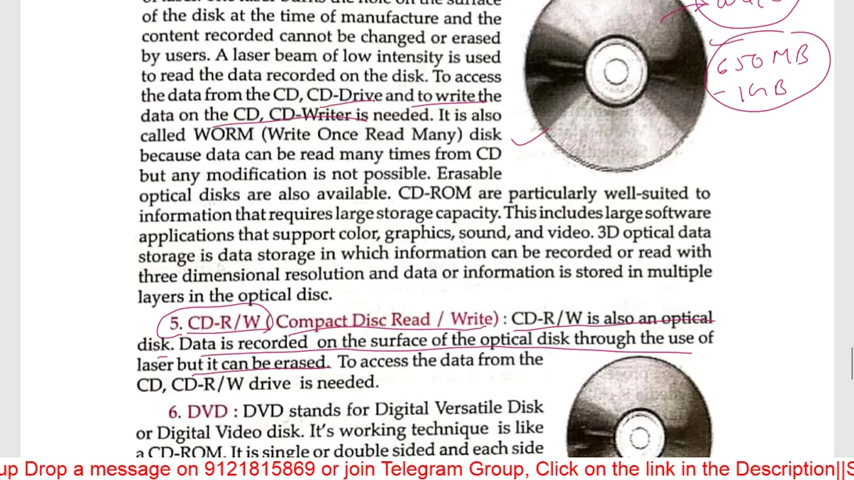 of the disk at the time of manufacture and the
content recorded cannot be changed or erased
by users. A laser beam of low intensity is used
to read the data recorded on the disk. To access
the data from the CD, CD-Drive and to write the
data on the CD, CD-Writer is needed. It is also
called WORM (Write Once Read Many) disk
because data can be read many times from CD
but any modification is not possible. Erasable
optical disks are also available. CD-ROM are particularly well-suited to
information that requires large storage capacity. This includes large software
applications that support color, graphics, sound, and video. 3D optical data
storage is data storage in which information can be recorded or read with
three dimensional resolution and data or information is stored in multiple
layers in the optical disc.
650MB
- 1GB
5. CD-R/W (Compact Disc Read / Write) : CD-R/W is also an optical
disk. Data is recorded on the surface of the optical disk through the use of
laser but it can be erased. To access the data from the
CD, CD-R/W drive is needed.
6. DVD : DVD stands for Digital Versatile Disk
or Digital Video disk. It's working technique is like
a CD-ROM. It is single or double sided and each side
up Drop a message on 9121815869 or join Telegram Group, Click on the link in the Description||S